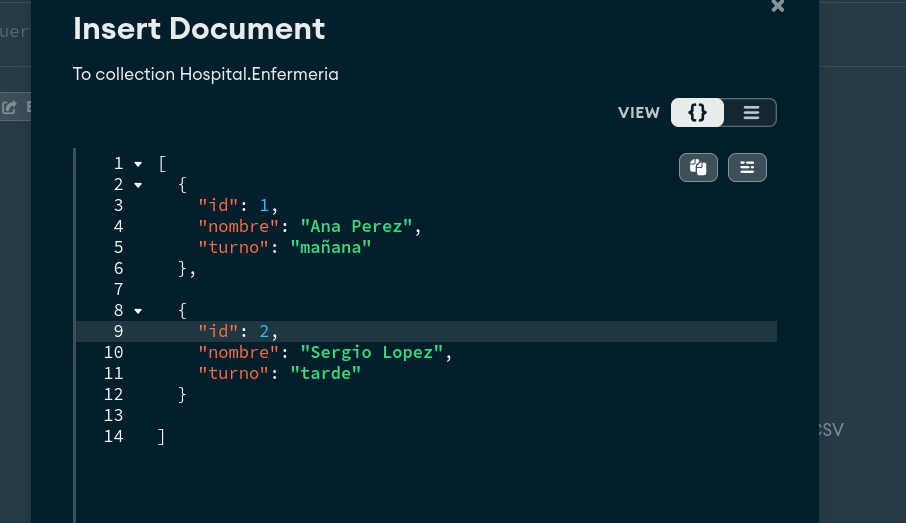 Insert Document
To collection Hospital.Enfermeria
VIEW {}
1 [
2 {
3 "id": 1,
4 "nombre": "Ana Perez",
5 "turno": "mañana"
6 },
7
8 {
9 "id": 2,
10 "nombre": "Sergio Lopez",
11 "turno": "tarde"
12 }
13
14 ]
CSV